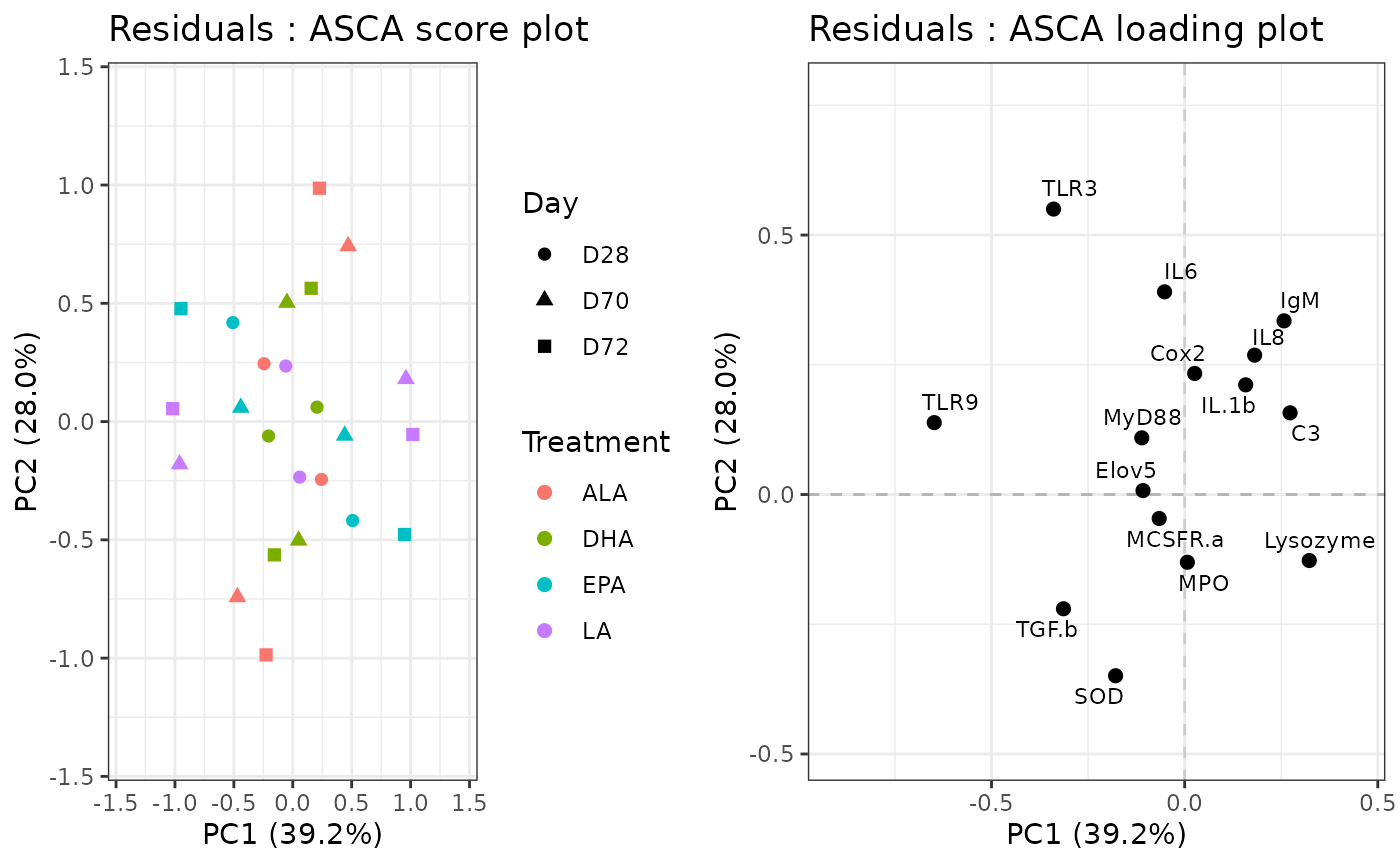 Residuals : ASCA score plot
1.5
1.0
0.5
0.0
-0.5
-1.0
-1.5
-1.5 -1.0 -0.5 0.0 0.5 1.0 1.5
PC1 (39.2%)
PC2 (28.0%)
Day
D28
D70
D72
Treatment
ALA
DHA
EPA
LA
Residuals : ASCA loading plot
TLR3
IL6
IgM
IL8
Cox2
IL.1b
TLR9
MyD88
C3
Elov5
MCSFR.a
Lysozyme
MPO
TGF.b
SOD
0.5
0.0
-0.5
-0.5 0.0 0.5
PC1 (39.2%)
PC2 (28.0%)